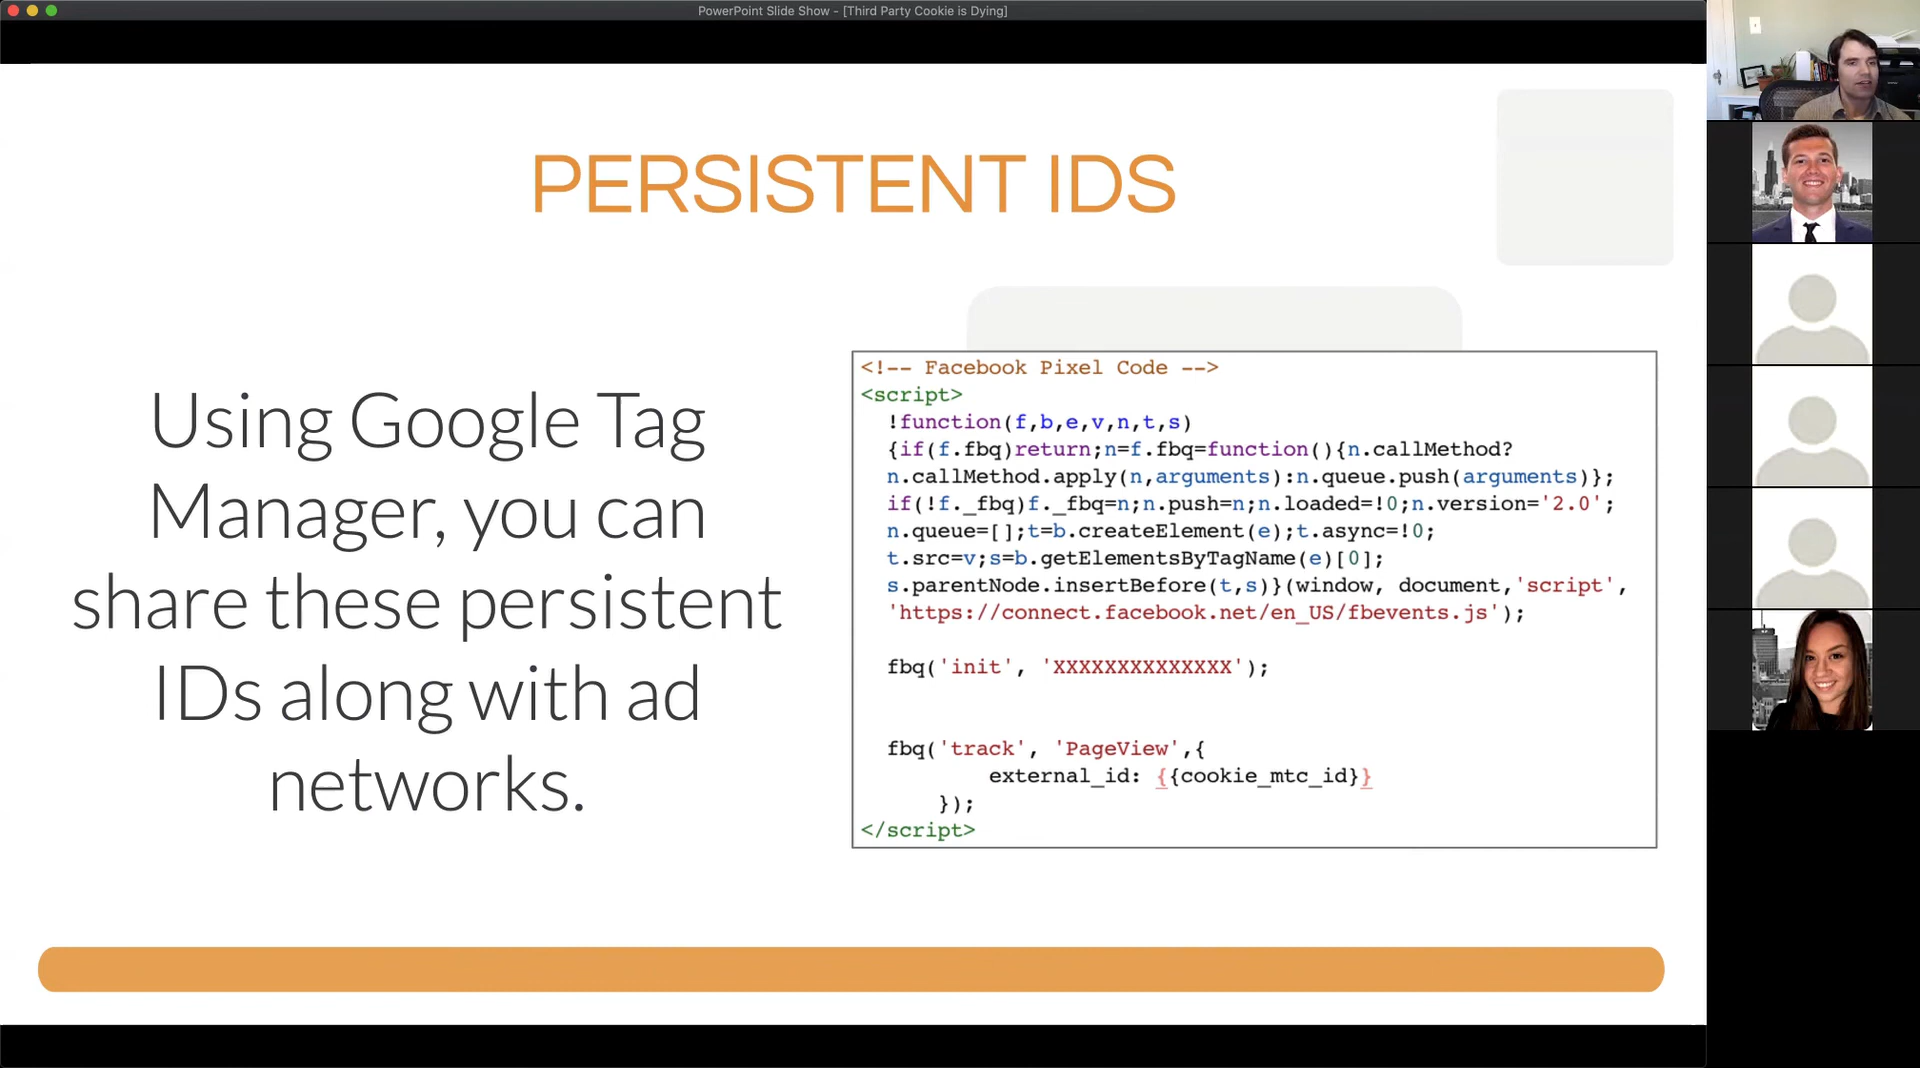 PowerPoint Slide Show - [Third Party Cookie is Dying]
PERSISTENT IDS
Using Google Tag
Manager, you can
share these persistent
IDs along with ad
networks.
<!-- Facebook Pixel Code -->
<script>
!function(f,b,e,v,n,t,s)
{if(f.fbq)return;n=f.fbq=function(){n.callMethod?
n.callMethod.apply(n,arguments):n.queue.push(arguments)};
if(!f._fbq)f._fbq=n;n.push=n;n.loaded=!0;n.version='2.0';
n.queue=[];t=b.createElement(e);t.async=!0;
t.src=v;s=b.getElementsByTagName(e)[0];
s.parentNode.insertBefore(t,s)}(window, document,'script',
'https://connect.facebook.net/en_US/fbevents.js');
fbq('init', 'XXXXXXXXXXXXXX');
fbq('track', 'PageView',{
external_id: {{cookie_mtc_id}}
});
</script>